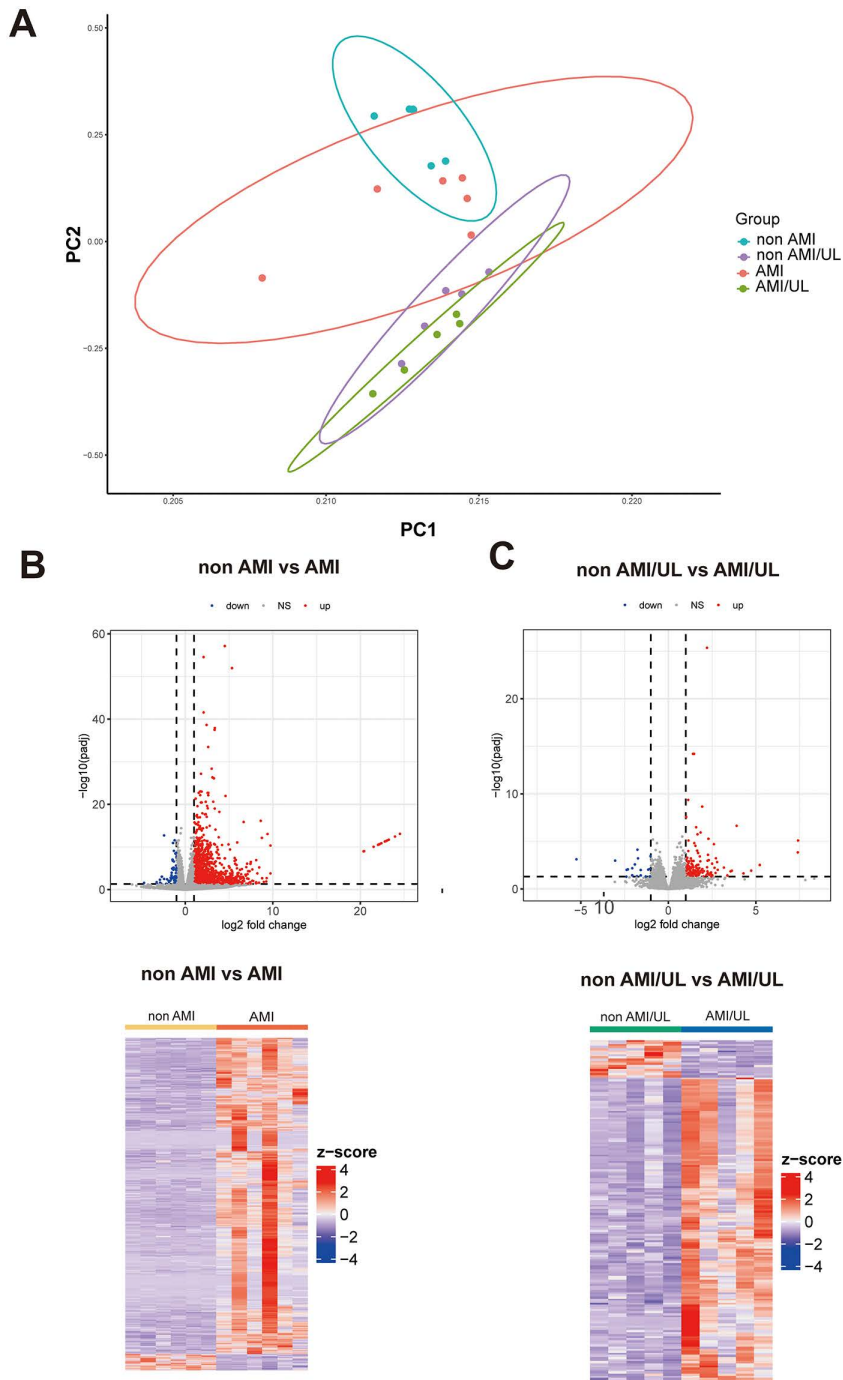 A
0.50
0.25
0.00
−0.25
−0.50
PC2
0.205
0.210
0.215
0.220
PC1
Group
non AMI
non AMI/UL
AMI
AMI/UL
B
non AMI vs AMI
down NS up
60
40
20
0
−log10(padj)
0 10 20
log2 fold change
C
non AMI/UL vs AMI/UL
down NS up
20
10
0
−log10(padj)
−5 0 5
10
log2 fold change
non AMI vs AMI
non AMI AMI
z−score
4
2
0
−2
−4
non AMI/UL vs AMI/UL
non AMI/UL AMI/UL
z−score
4
2
0
−2
−4